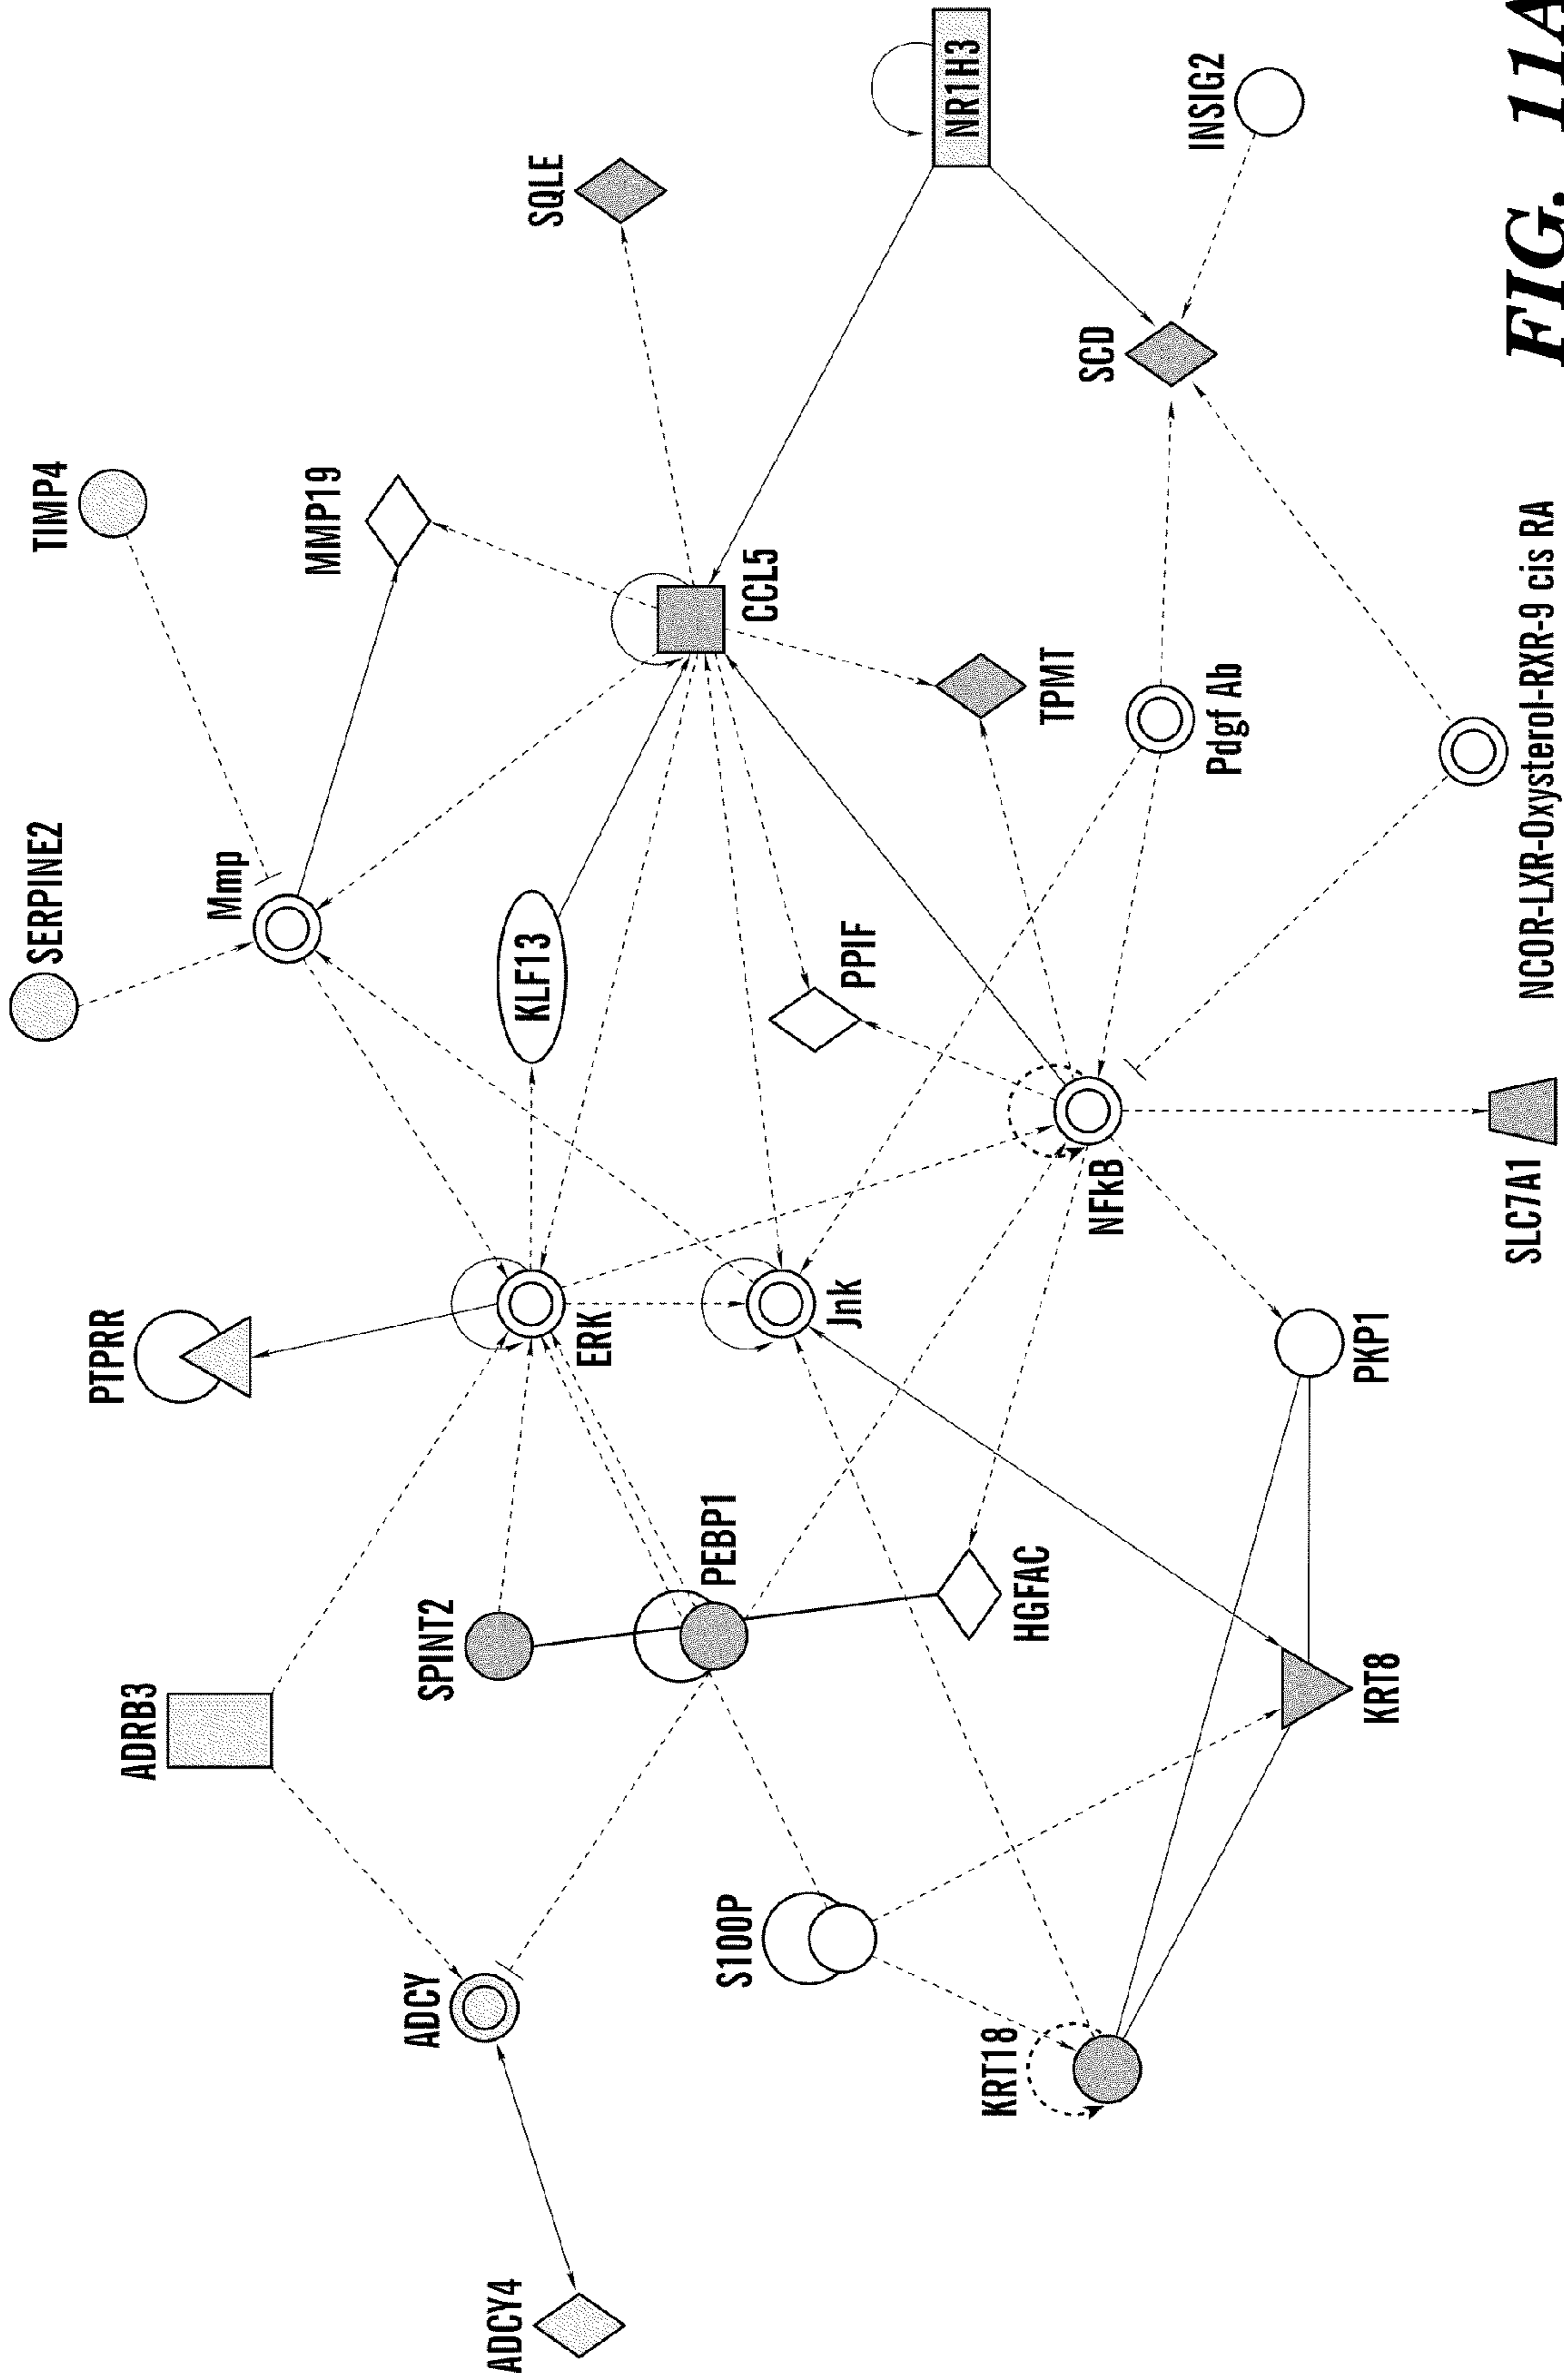 SERPINE2
TIMP4
PTPRR
ADRB3
Mmp
MMP19
ADCY
SPINT2
ADCY4
KLF13
SQLE
ERK
PEBP1
S100P
CCL5
Jnk
PPIF
NR1H3
KRT18
HGFAC
TPMT
SCD
NFkB
INSIG2
Pdgf Ab
PKP1
KRT8
SLC7A1
NCOR-LXR-Oxysterol-RXR-9 cis RA
FIG. 11A